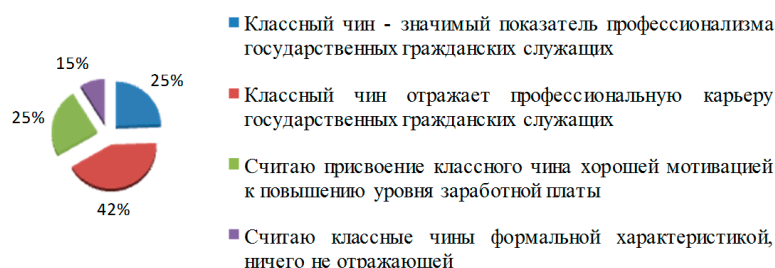 15%
25%
25%
42%
Классный чин - значимый показатель профессионализма
государственных гражданских служащих
Классный чин отражает профессиональную карьеру
государственных гражданских служащих
Считаю присвоение классного чина хорошей мотивацией
к повышению уровня заработной платы
Считаю классные чины формальной характеристикой,
ничего не отражающей